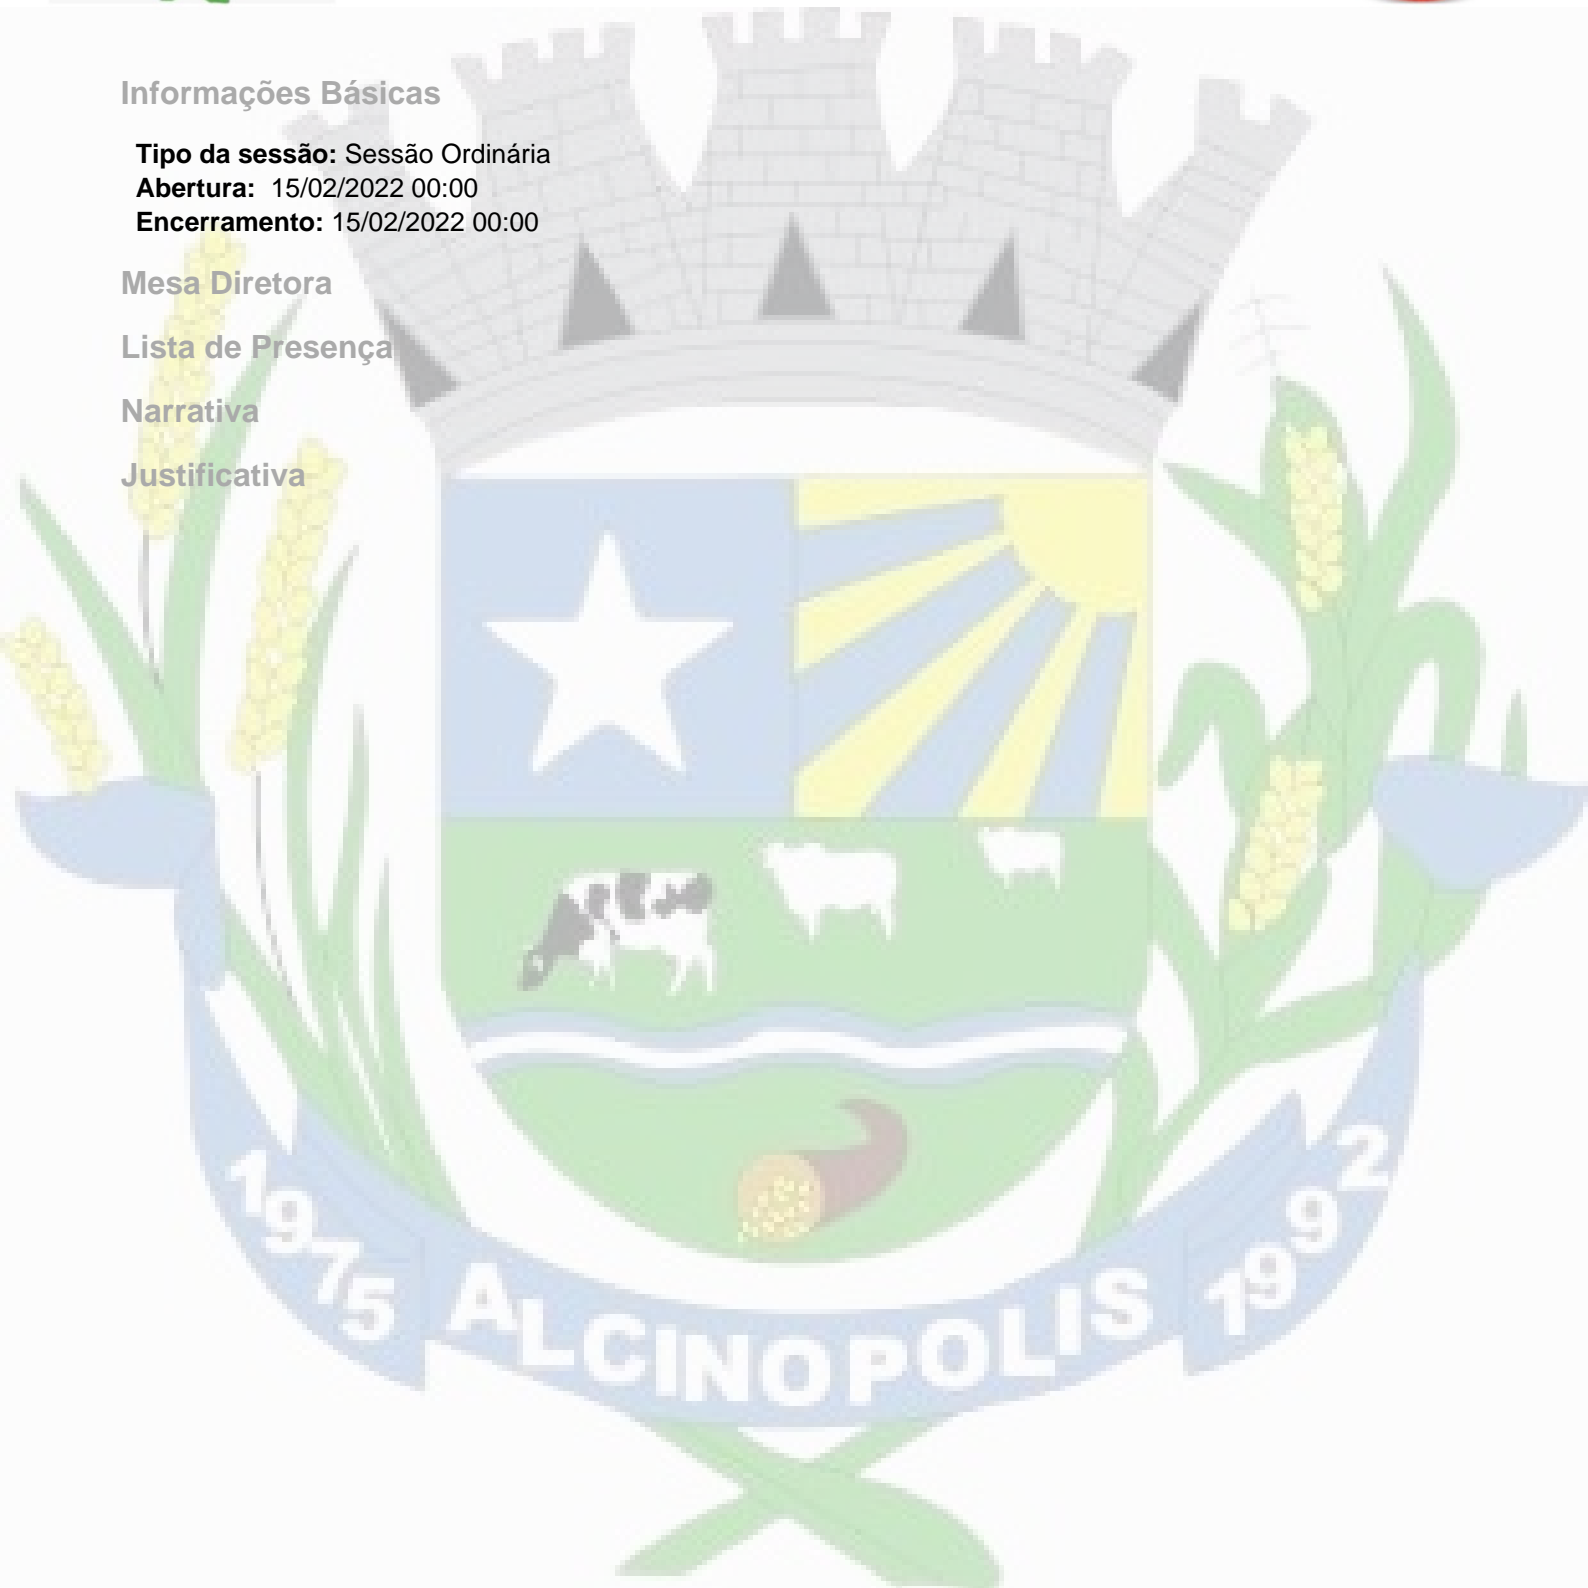 Informações Básicas
Tipo da sessão: Sessão Ordinária
Abertura: 15/02/2022 00:00
Encerramento: 15/02/2022 00:00
Mesa Diretora
Lista de Presença
Narrativa
Justificativa
1975 ALCINOPOLIS 1992